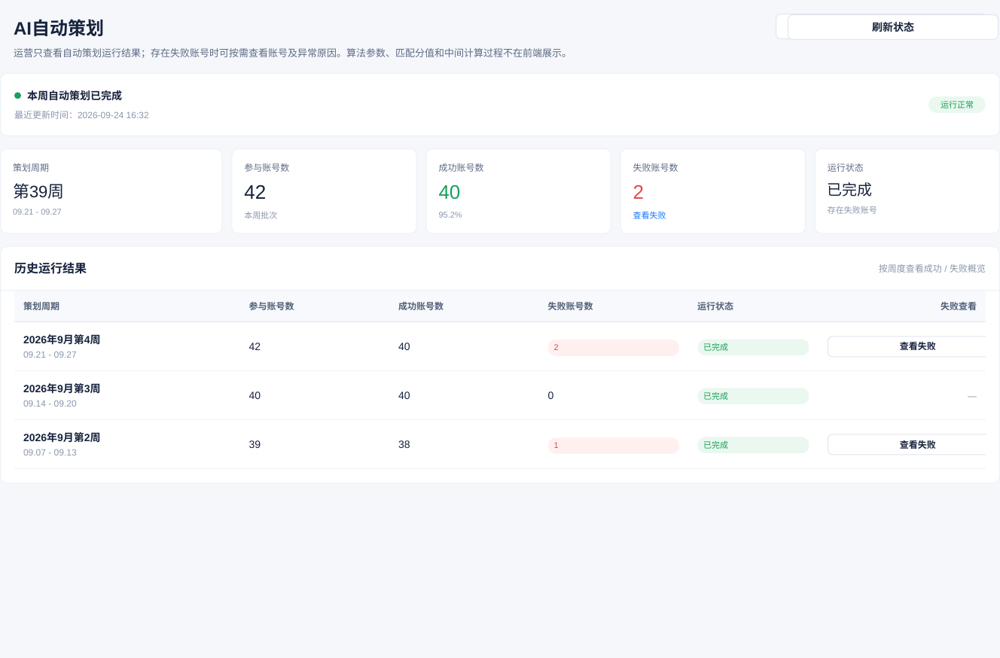 AI自动策划
刷新状态
运营只查看自动策划运行结果；存在失败账号时可按需查看账号及异常原因。算法参数、匹配分值和中间计算过程不在前端展示。
本周自动策划已完成
最近更新时间：2026-09-24 16:32
运行正常
策划周期
第39周
09.21 - 09.27
参与账号数
42
本周批次
成功账号数
40
95.2%
失败账号数
2
查看失败
运行状态
已完成
存在失败账号
历史运行结果
按周度查看成功 / 失败概览
策划周期 参与账号数 成功账号数 失败账号数 运行状态 失败查看
2026年9月第4周
09.21 - 09.27
42 40 2 已完成 查看失败
2026年9月第3周
09.14 - 09.20
40 40 0 已完成 —
2026年9月第2周
09.07 - 09.13
39 38 1 已完成 查看失败